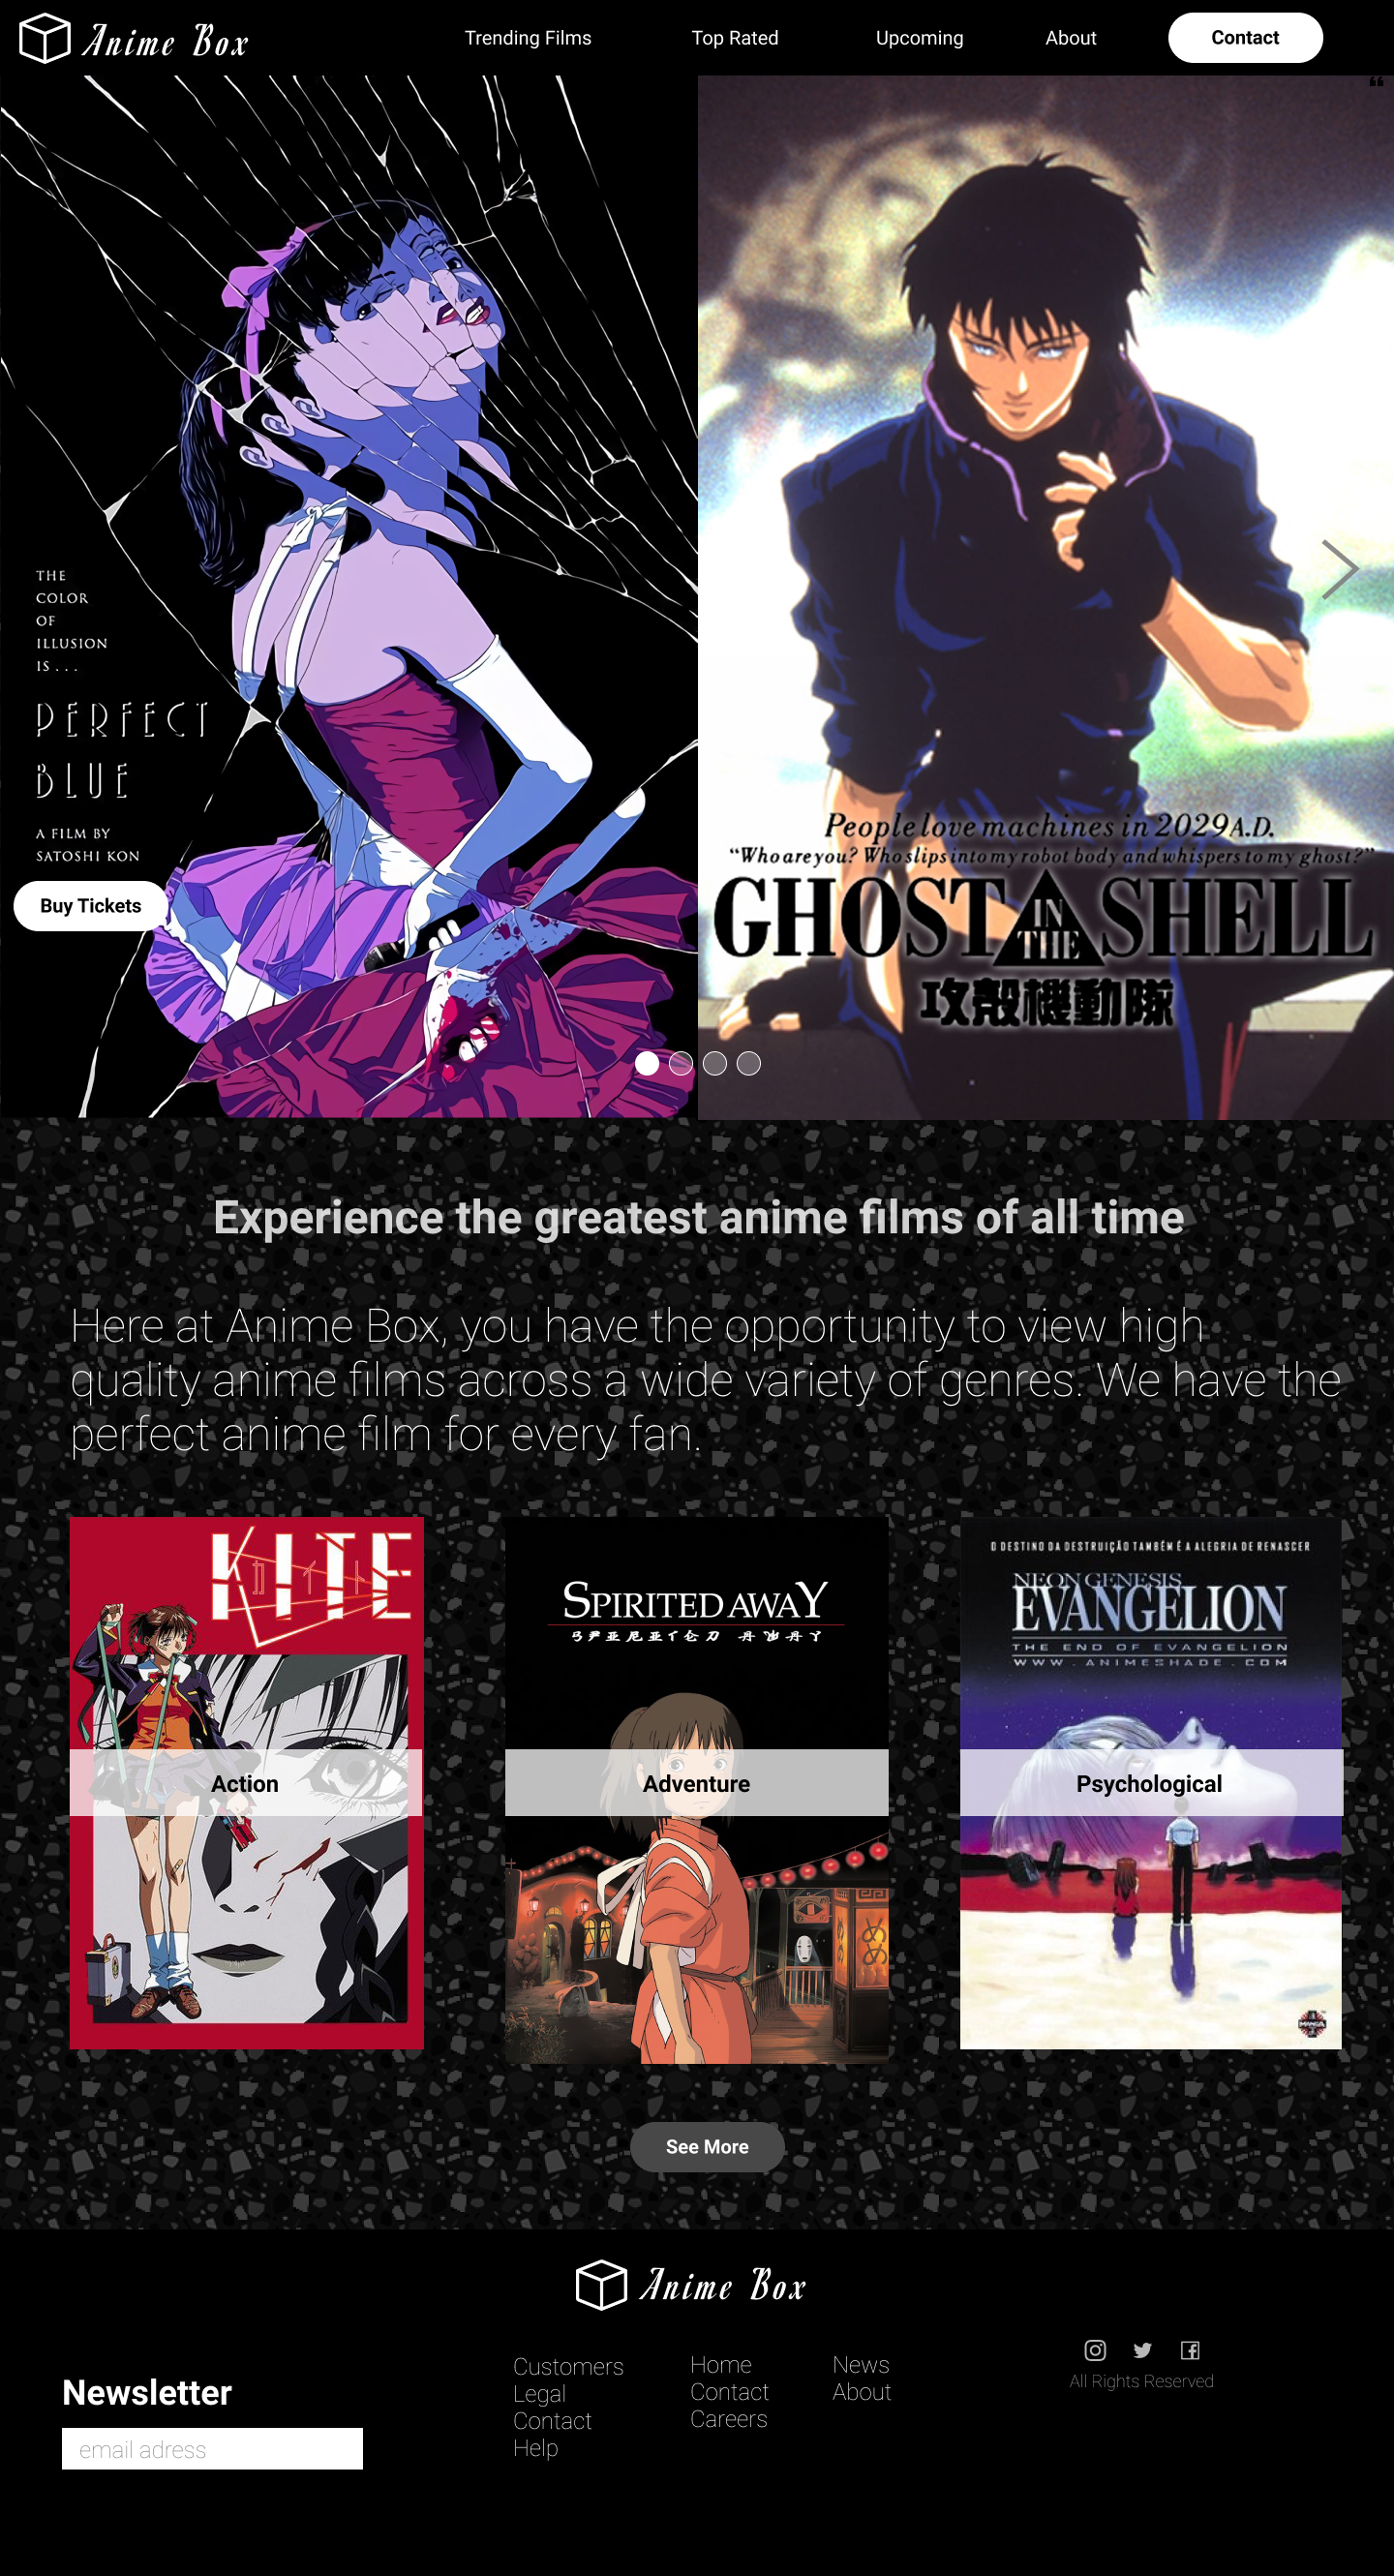 Anime Box
Trending Films
Top Rated
Upcoming
About
Contact
THE
COLOR
OF
ILLUSION
IS . . .
PERFECT
BLUE
A FILM BY
SATOSHI KON
Buy Tickets
People love machines in 2029 A.D.
“Who are you? Who slips into my robot body and whispers to my ghost?”
GHOST IN THE SHELL
攻殻機動隊
Experience the greatest anime films of all time
Here at Anime Box, you have the opportunity to view high
quality anime films across a wide variety of genres. We have the
perfect anime film for every fan.
KITE
カイト
Action
SPIRITED AWAY
Adventure
O DESTINO DA DESTRUIÇÃO TAMBÉM É A ALEGRIA DE RENASCER
NEON GENESIS
EVANGELION
THE END OF EVANGELION
WWW.ANIMESHADE.COM
Psychological
MANGA
See More
Anime Box
Newsletter
email adress
Customers
Legal
Contact
Help
Home
Contact
Careers
News
About
All Rights Reserved